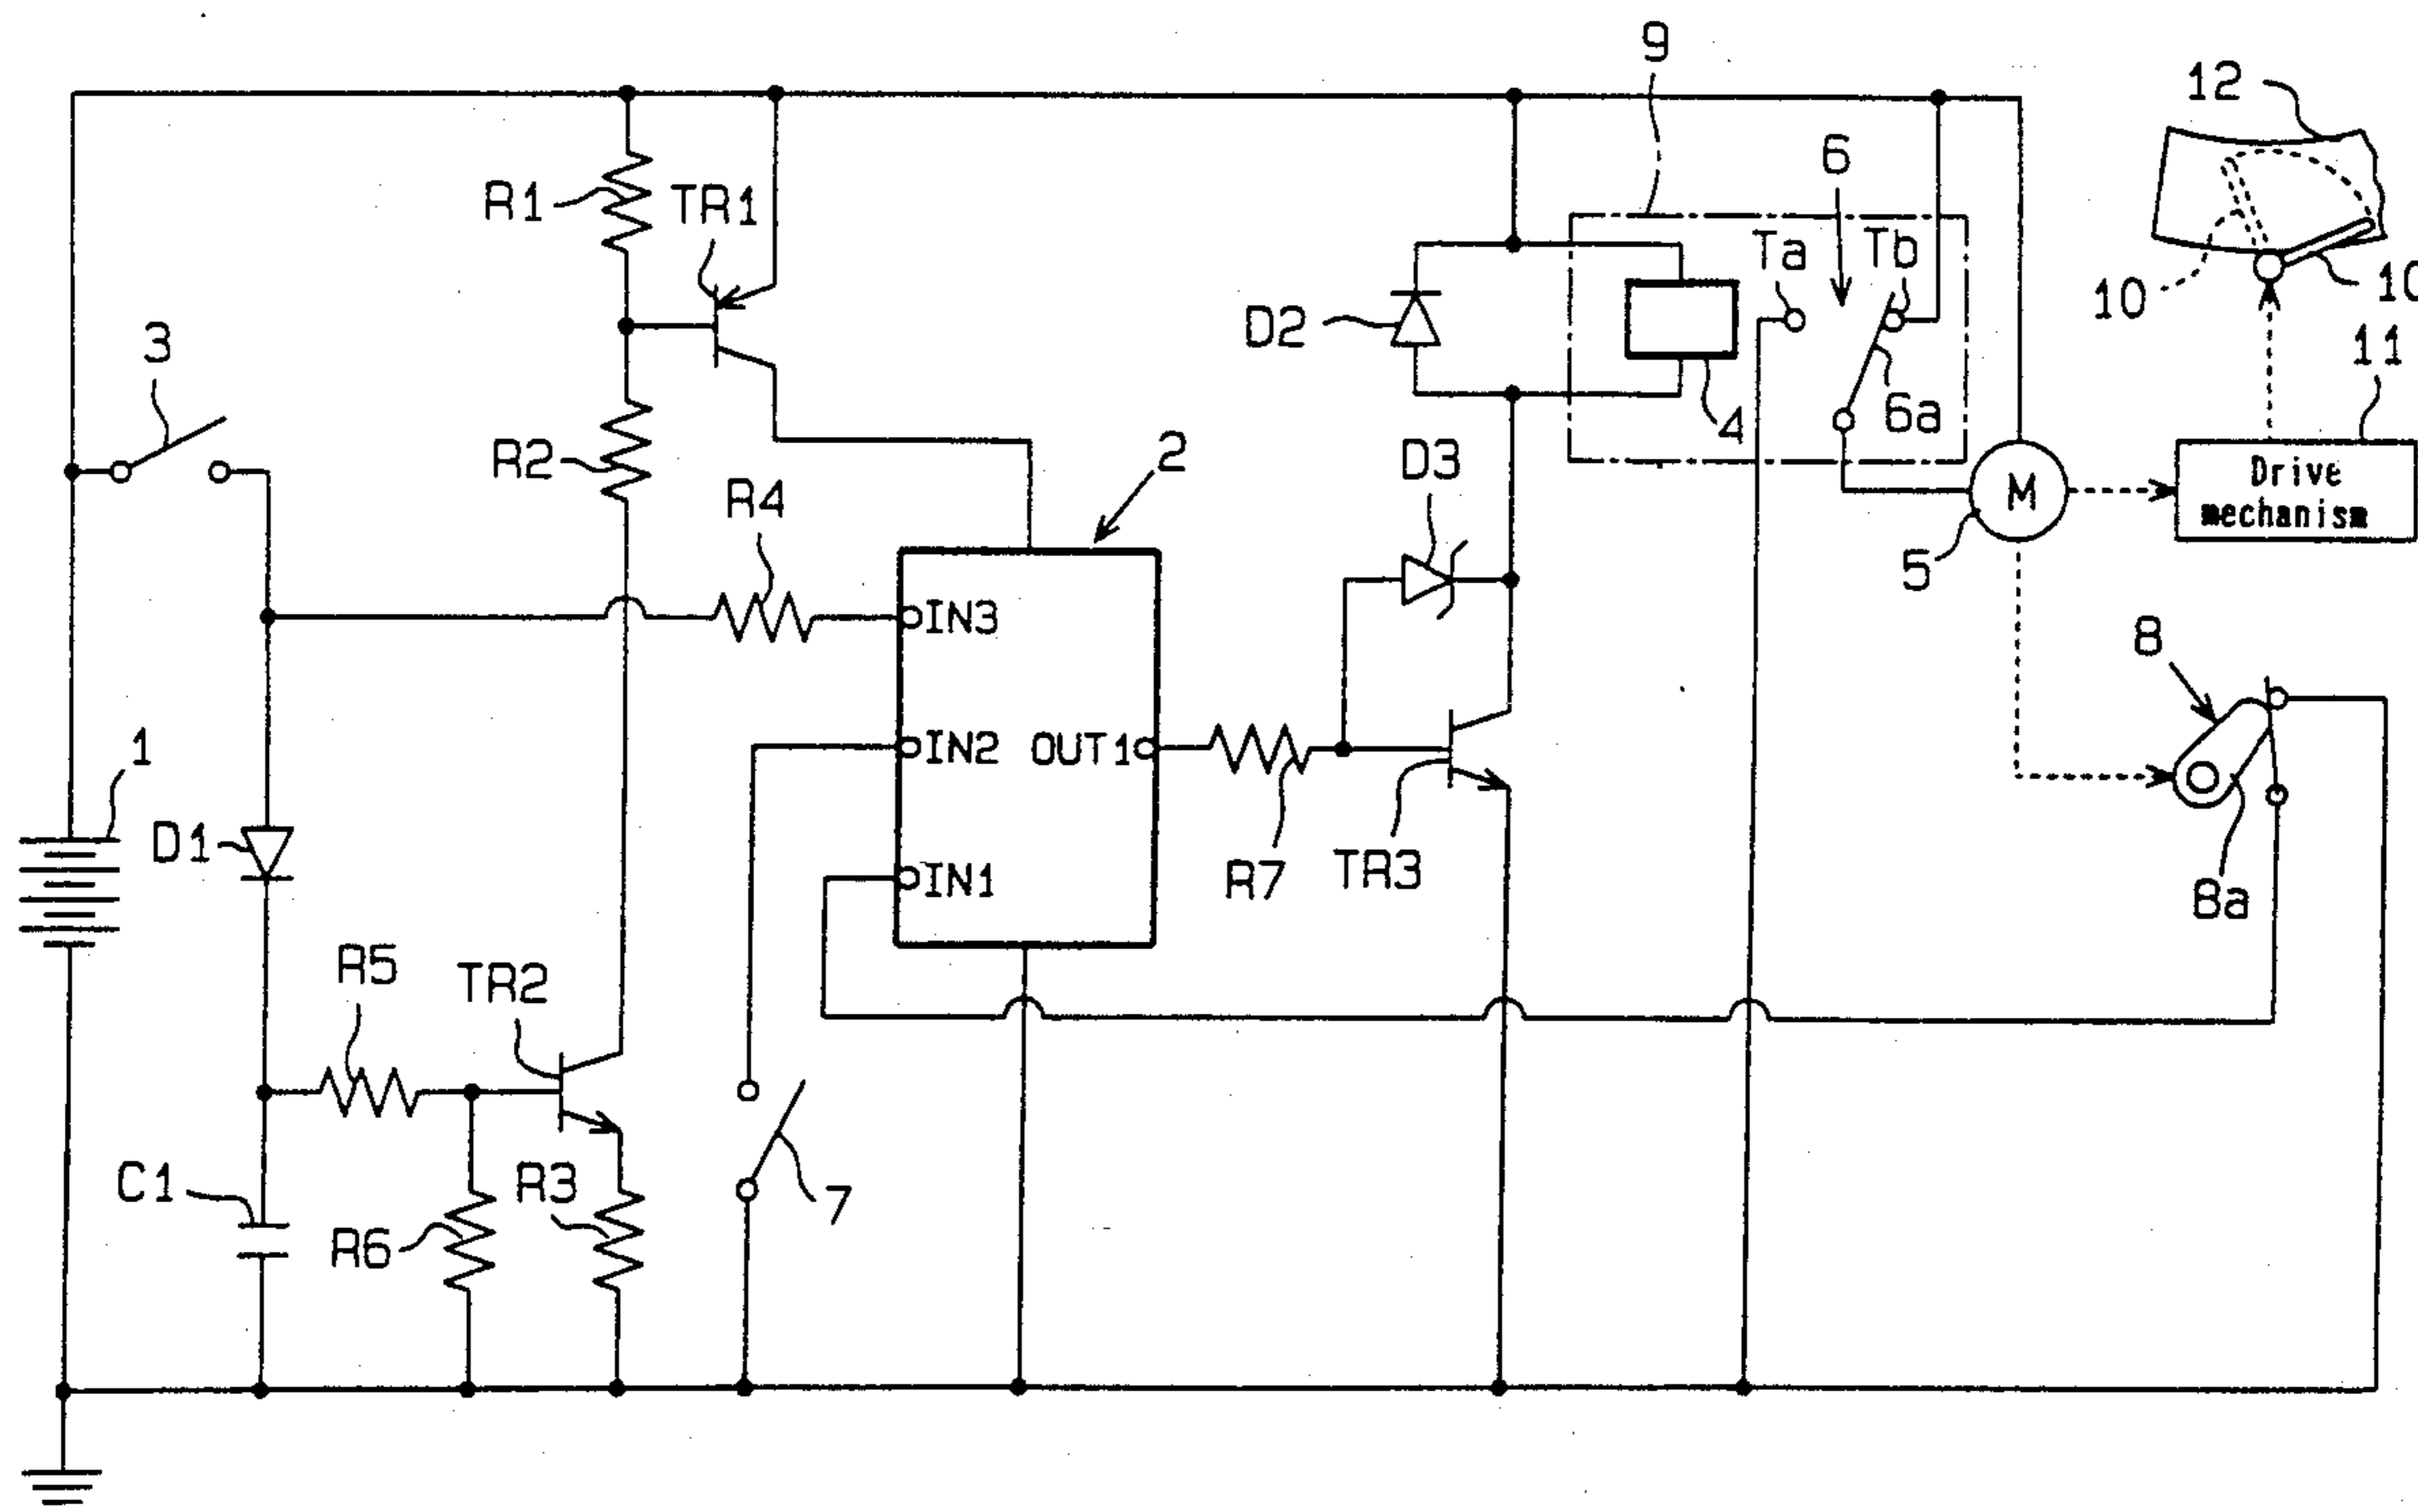 9
12
R1
TR1
6
Ta
Tb
D2
10
10
3
11
R2
4
6a
D3
2
R4
Drive
mechanism
M
5
IN3
8
1
IN2
OUT1
D1
R7
TR3
IN1
8a
R5
TR2
C1
R3
7
R6